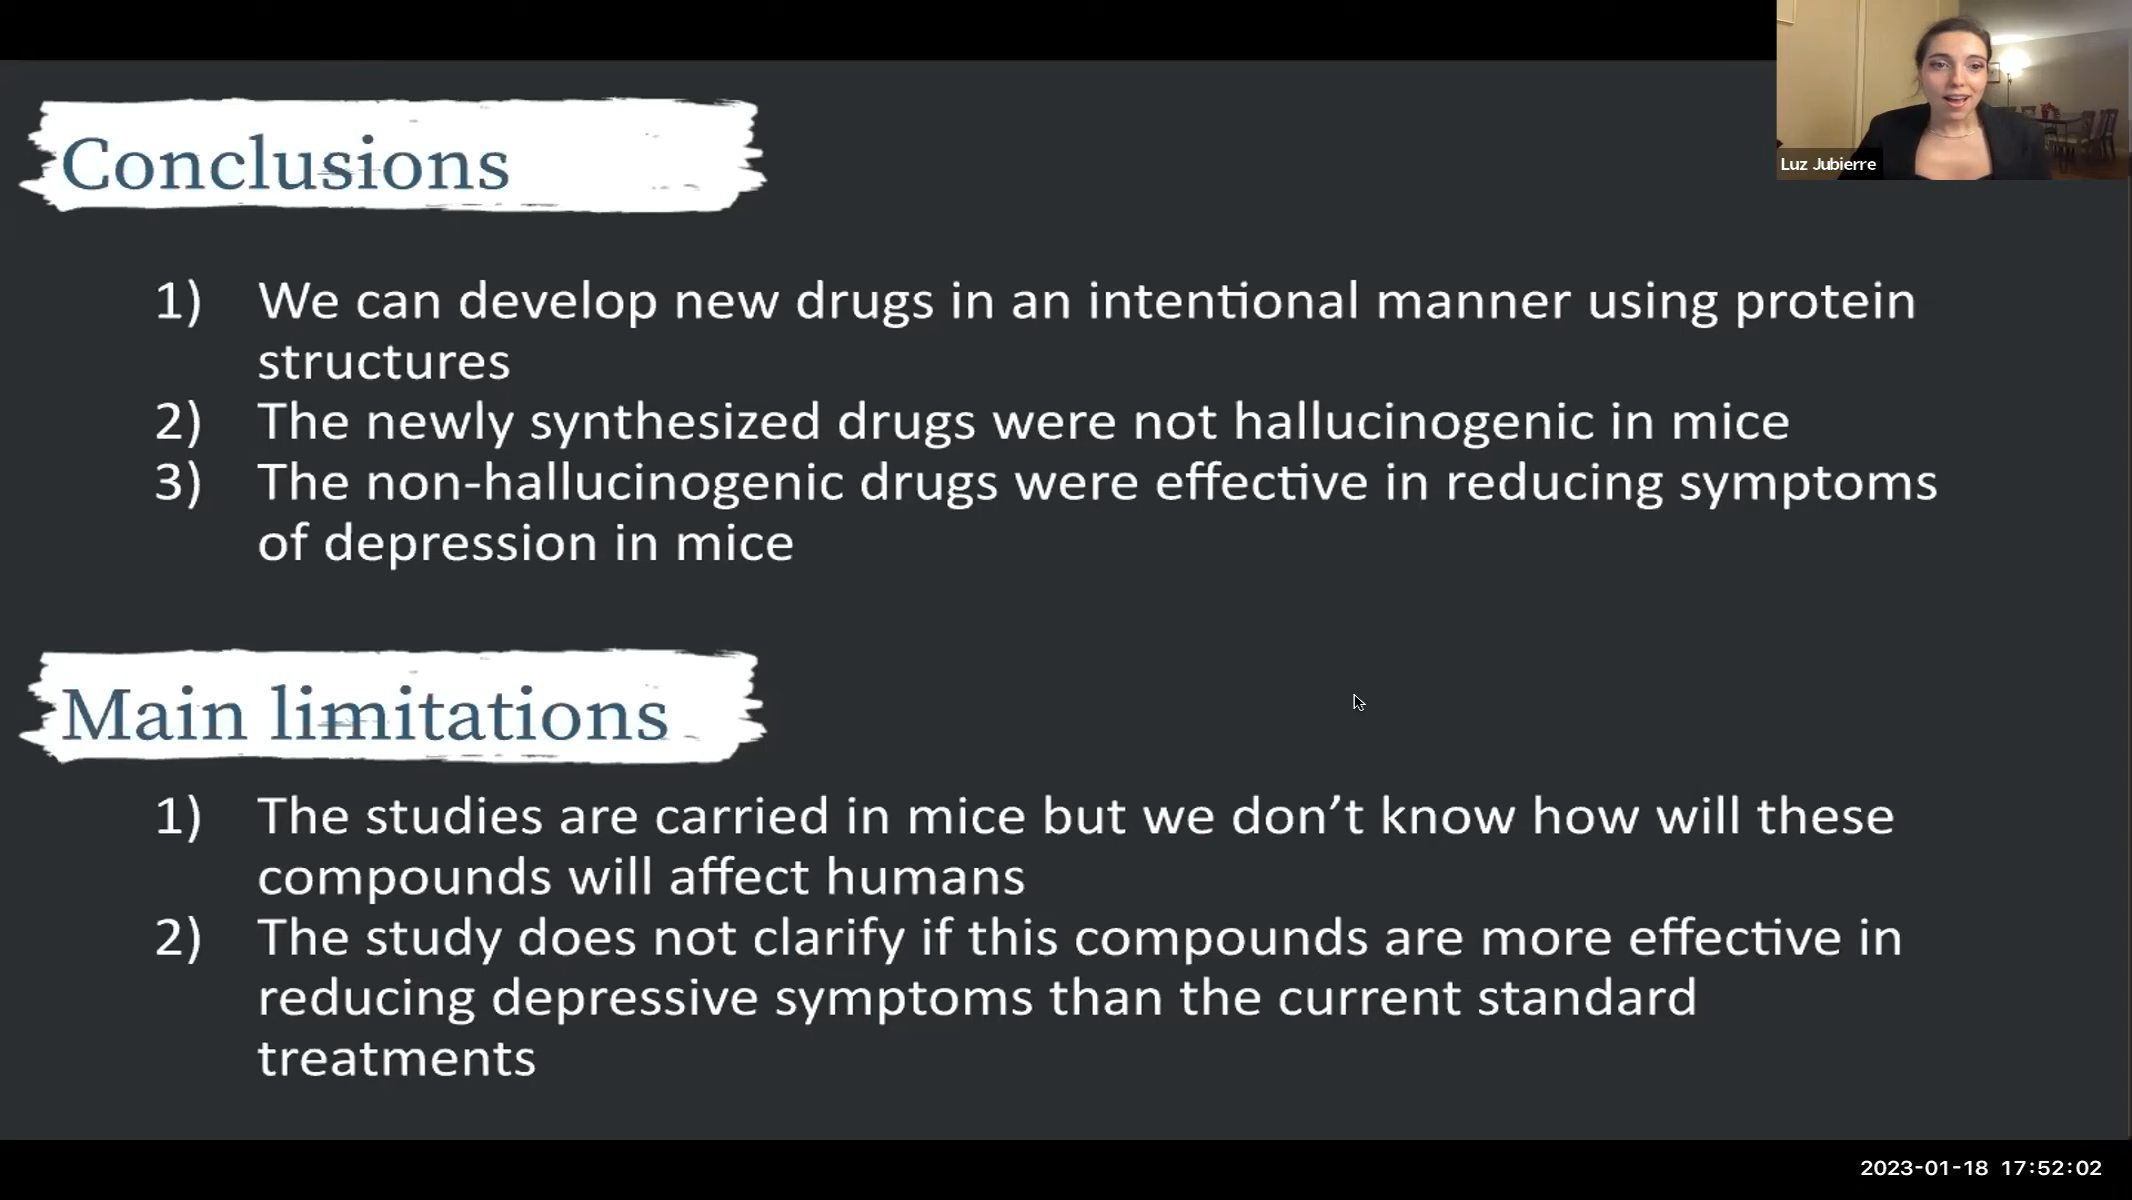 Conclusions
Luz Jubierre
1) We can develop new drugs in an intentional manner using protein
structures
2) The newly synthesized drugs were not hallucinogenic in mice
3) The non-hallucinogenic drugs were effective in reducing symptoms
of depression in mice
Main limitations
1) The studies are carried in mice but we don’t know how will these
compounds will affect humans
2) The study does not clarify if this compounds are more effective in
reducing depressive symptoms than the current standard
treatments
2023-01-18 17:52:02